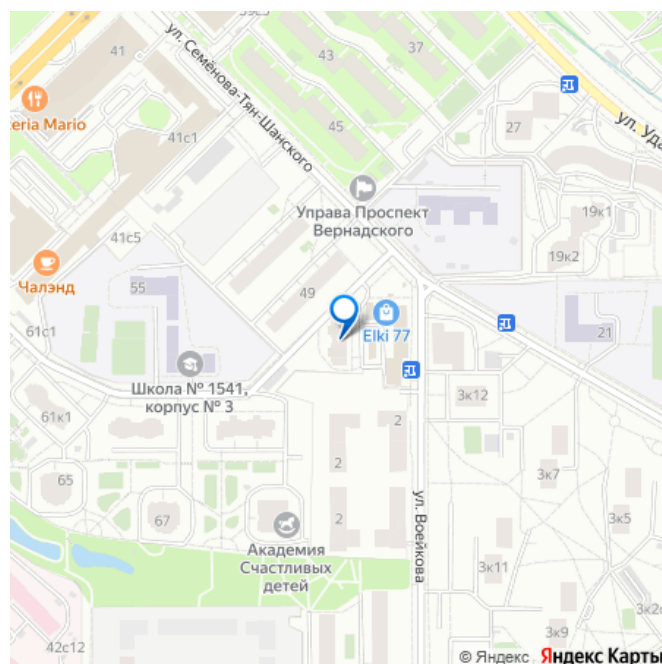 41
ул. Семёнова-Тян-Шанского
43
37
45
27
ул. Уда
eria Mario
41с1
Управа Проспект
Вернадского
19к1
19к2
41с5
Чалэнд
55
49
61с1
Elki 77
21
Школа № 1541,
корпус № 3
3к12
61к1
2
2
3к7
65
67
2
ул. Воейкова
3к5
Академия
Счастливых
детей
3к11
42с12
3к9
© Яндекс Яндекс Карты